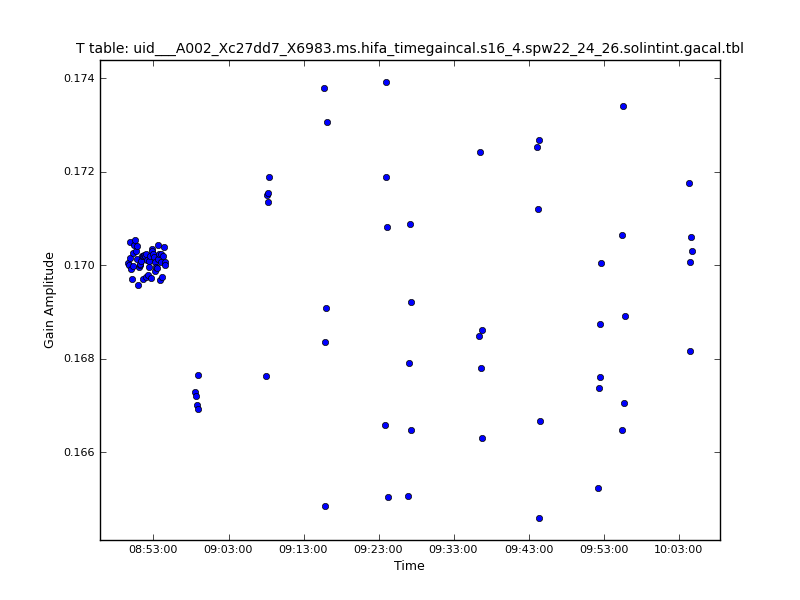 T table: uid___A002_Xc27dd7_X6983.ms.hifa_timegaincal.s16_4.spw22_24_26.solintint.gacal.tbl
0.174
0.172
0.170
0.168
0.166
Gain Amplitude
08:53:00 09:03:00 09:13:00 09:23:00 09:33:00 09:43:00 09:53:00 10:03:00
Time